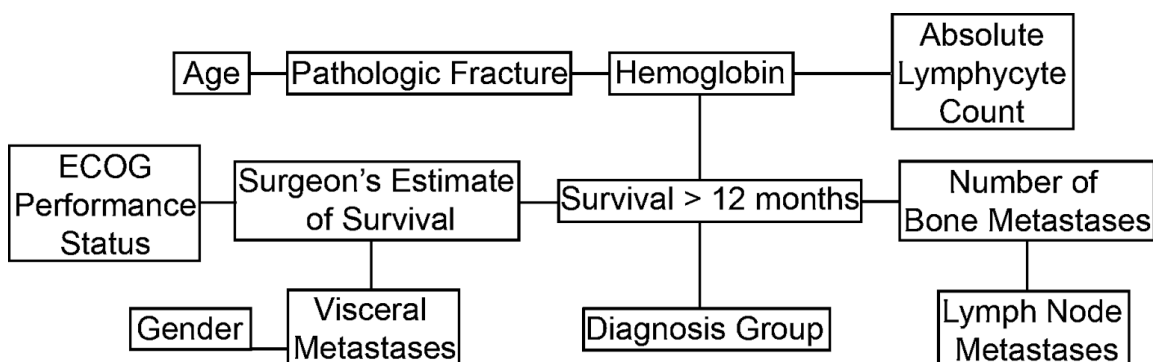 Age
Pathologic Fracture
Hemoglobin
Absolute
Lymphycyte
Count
ECOG
Performance
Status
Surgeon's Estimate
of Survival
Survival > 12 months
Number of
Bone Metastases
Gender
Visceral
Metastases
Diagnosis Group
Lymph Node
Metastases